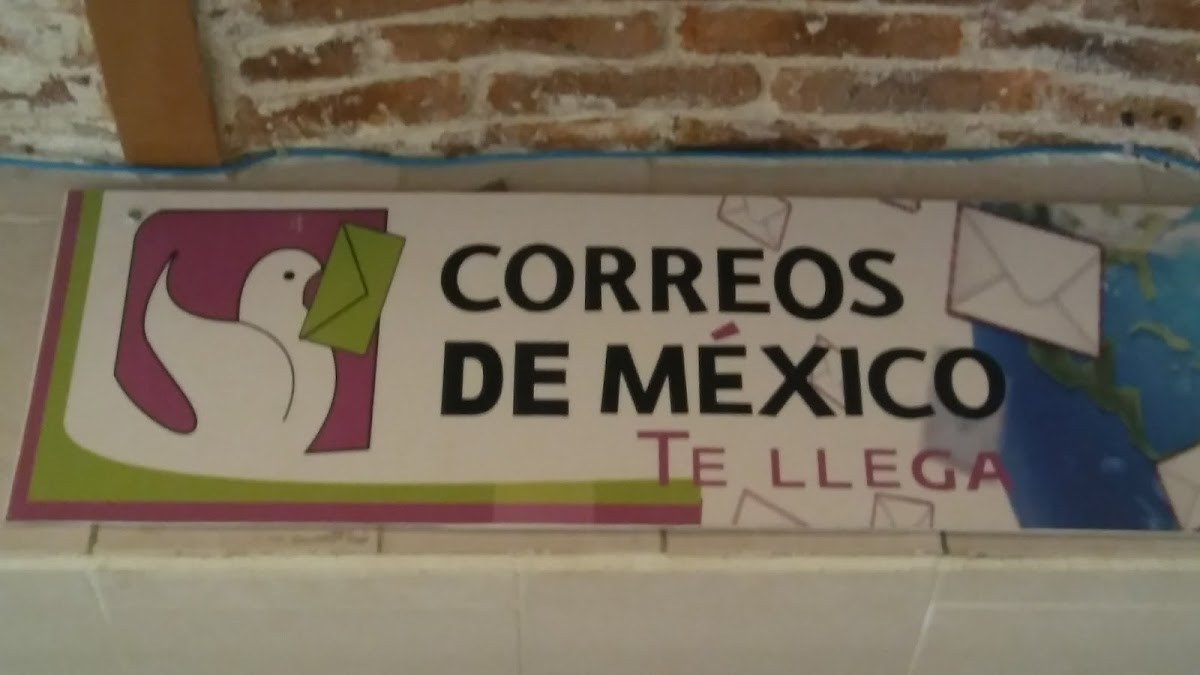 CORREOS
DE MÉXICO
TE LLEGA